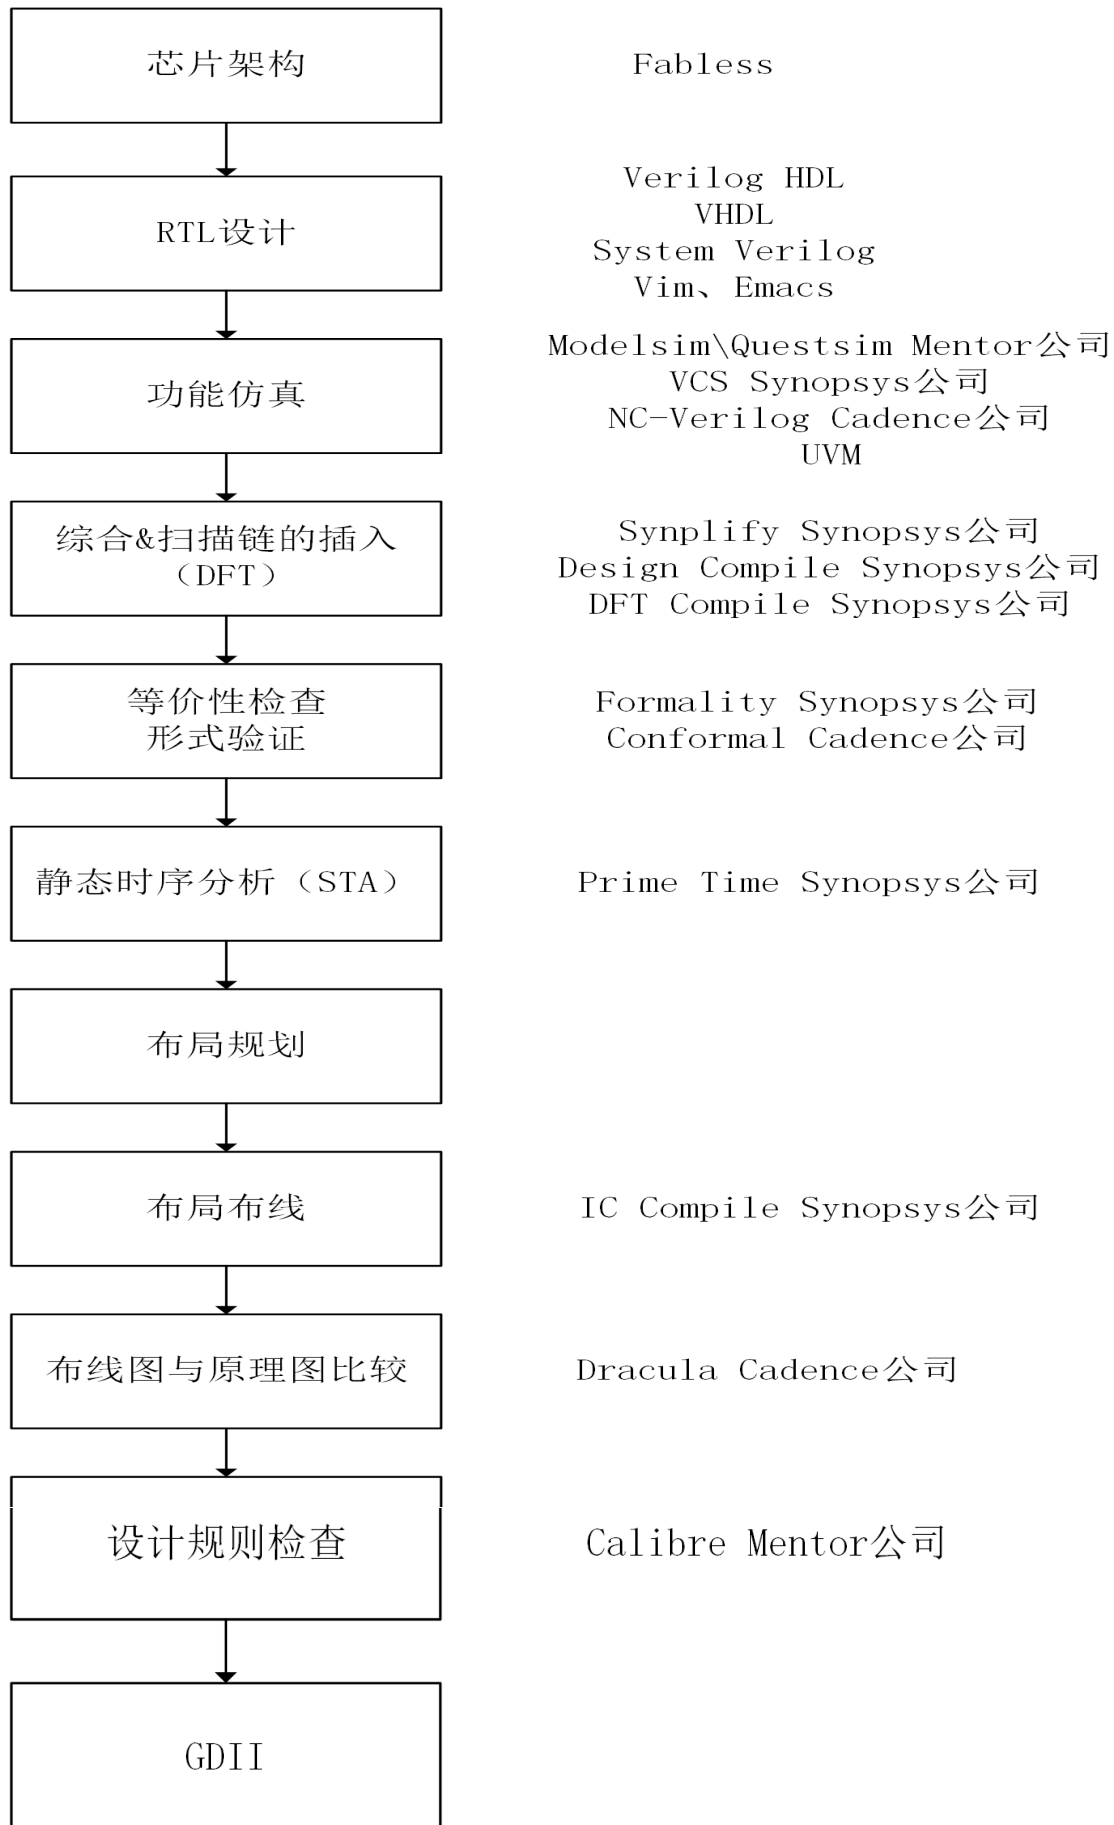 芯片架构
Fabless
RTL设计
Verilog HDL
VHDL
System Verilog
Vim、Emacs
功能仿真
Modelsim\Questsim Mentor公司
VCS Synopsys公司
NC-Verilog Cadence公司
UVM
综合&扫描链的插入
（DFT）
Synplify Synopsys公司
Design Compile Synopsys公司
DFT Compile Synopsys公司
等价性检查
形式验证
Formality Synopsys公司
Conformal Cadence公司
静态时序分析（STA）
Prime Time Synopsys公司
布局规划
布局布线
IC Compile Synopsys公司
布线图与原理图比较
Dracula Cadence公司
设计规则检查
Calibre Mentor公司
GDII